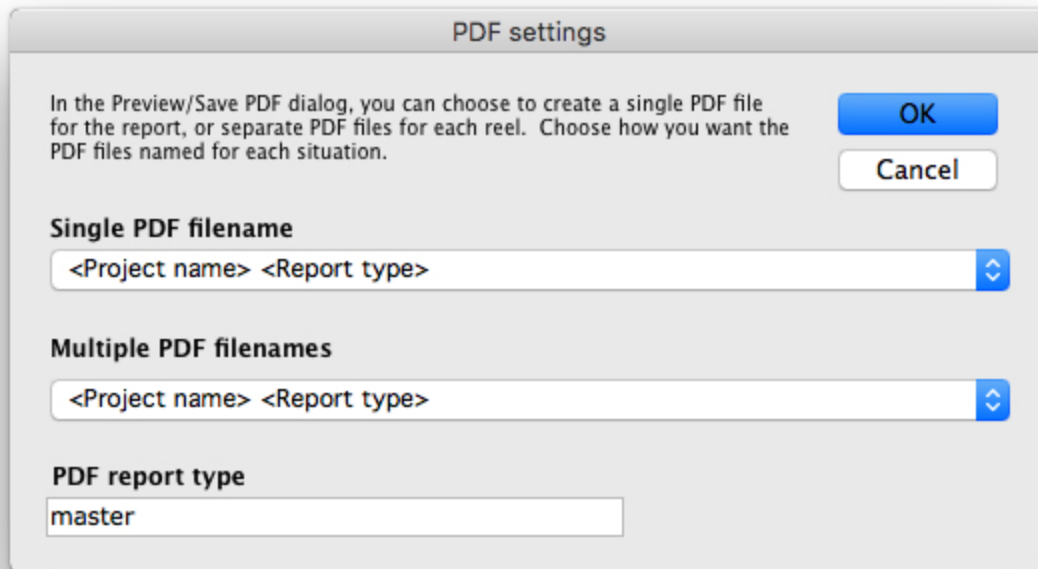 PDF settings
In the Preview/Save PDF dialog, you can choose to create a single PDF file
for the report, or separate PDF files for each reel.  Choose how you want the
PDF files named for each situation.
OK
Cancel
Single PDF filename
<Project name> <Report type>
Multiple PDF filenames
<Project name> <Report type>
PDF report type
master